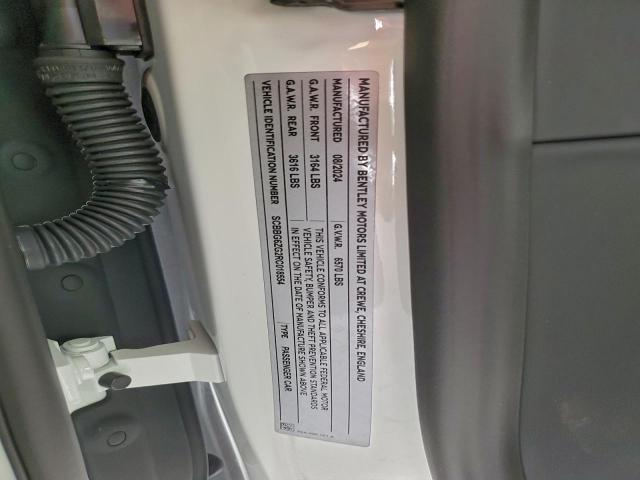 MANUFACTURED BY BENTLEY MOTORS LIMITED AT CREWE, CHESHIRE, ENGLAND
MANUFACTURED 08/2024 G.V.W.R. 6570 LBS
G.A.W.R. FRONT 3164 LBS
G.A.W.R. REAR 3616 LBS
THIS VEHICLE CONFORMS TO ALL APPLICABLE FEDERAL MOTOR
VEHICLE SAFETY, BUMPER AND THEFT PREVENTION STANDARDS
IN EFFECT ON THE DATE OF MANUFACTURE SHOWN ABOVE
VEHICLE IDENTIFICATION NUMBER SCBBG6ZG2RC018554 TYPE PASSENGER CAR